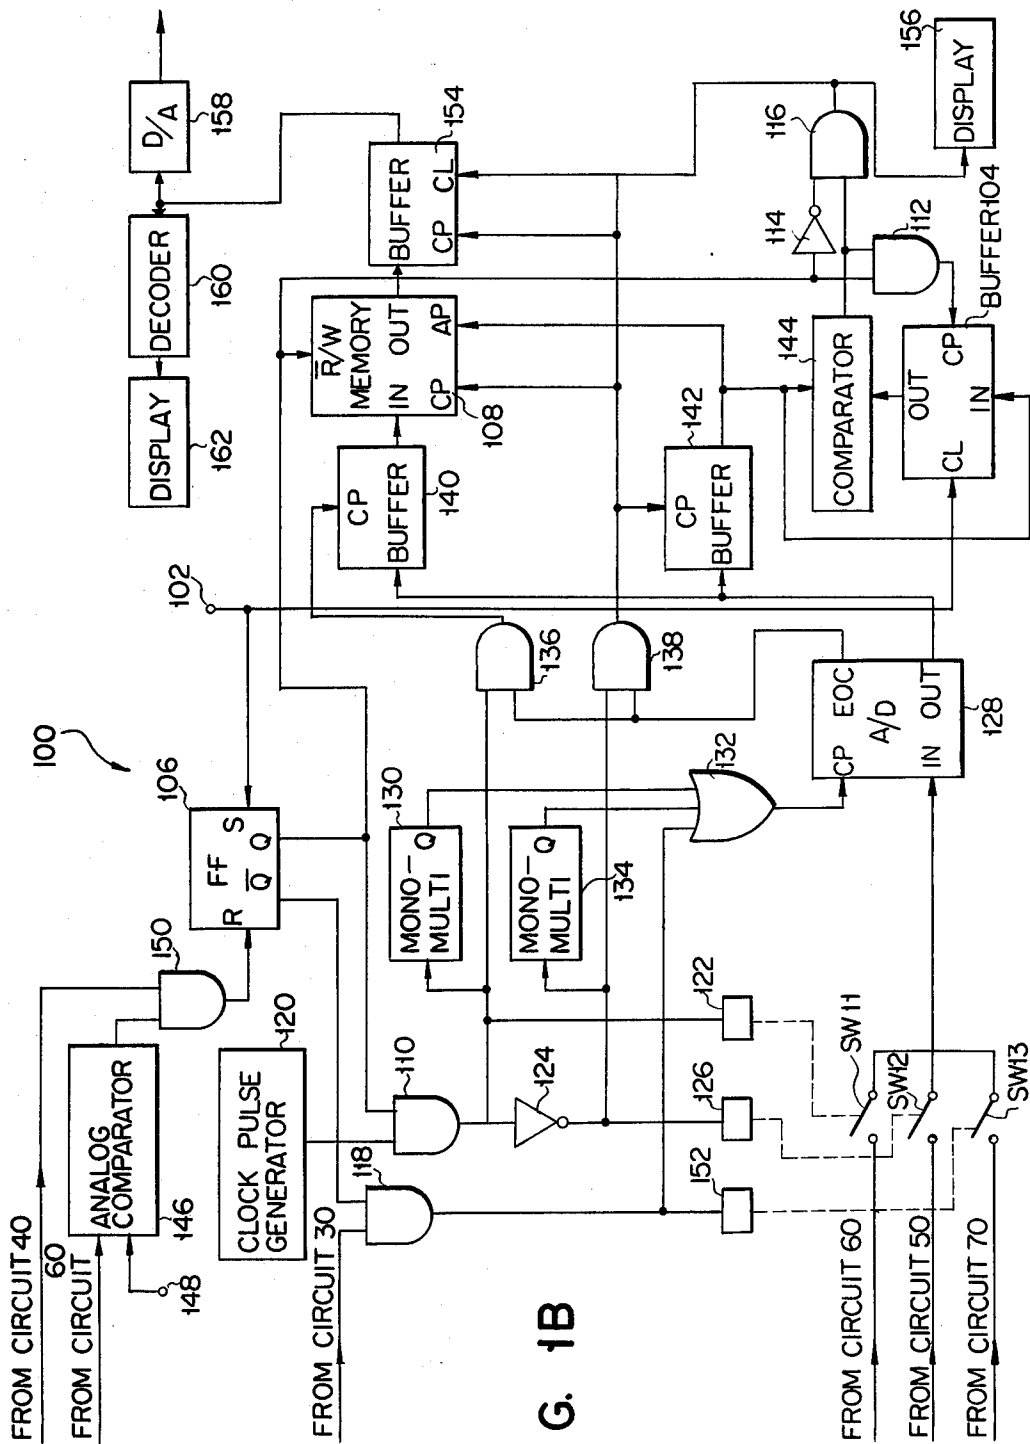 100
102
106
FF
R
S
Q̅
Q
150
FROM CIRCUIT 40
FROM CIRCUIT 60
ANALOG
COMPARATOR
146
148
120
CLOCK PULSE
GENERATOR
110
118
FROM CIRCUIT 30
124
122
126
152
SW11
SW12
SW13
FROM CIRCUIT 60
FROM CIRCUIT 50
FROM CIRCUIT 70
130
MONO-
MULTI
Q
134
MONO-
MULTI
Q
132
136
138
CP
EOC
A/D
IN
OUT
128
CP
BUFFER
140
CP
BUFFER
142
R̅/W
MEMORY
IN
OUT
CP
AP
108
BUFFER
CP
CL
154
D/A
158
DECODER
160
DISPLAY
162
DISPLAY
156
116
114
112
COMPARATOR
144
OUT
CP
CL
IN
BUFFER104
G. 1B